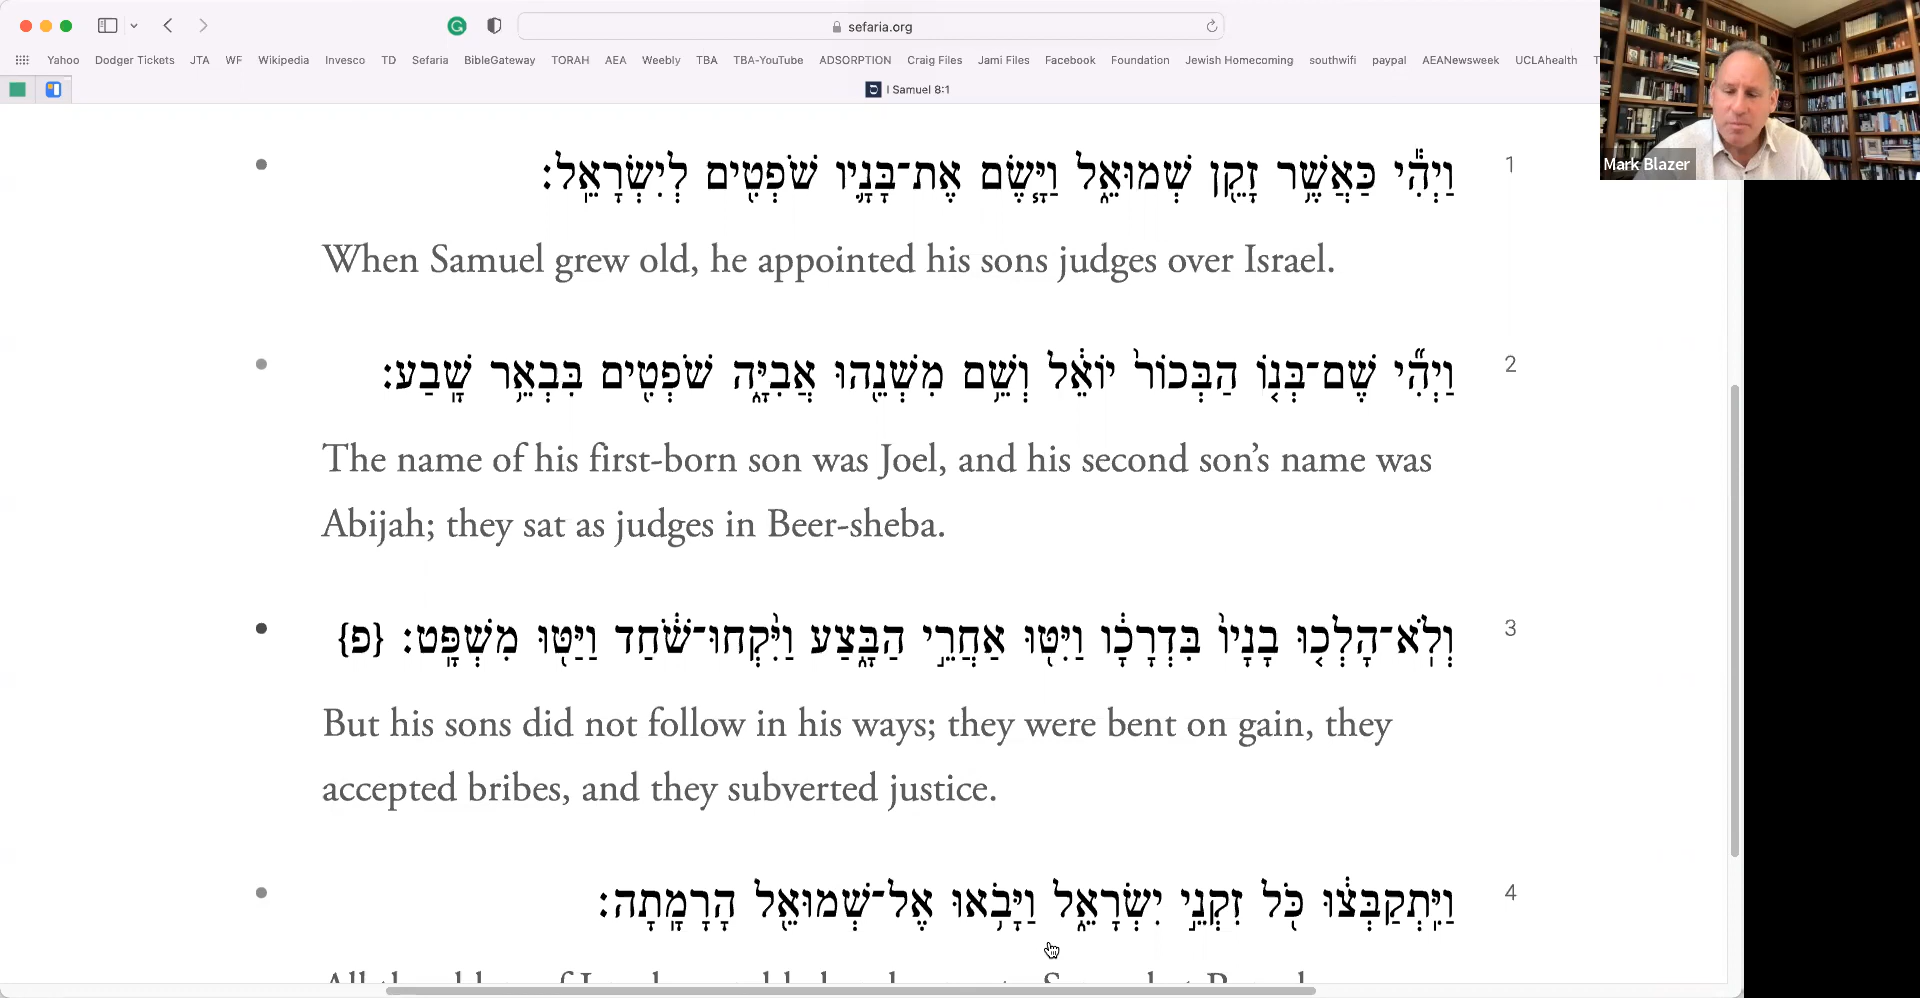 sefaria.org
Yahoo Dodger Tickets JTA WF Wikipedia Invesco TD Sefaria BibleGateway TORAH AEA Weebly TBA TBA-YouTube ADSORPTION Craig Files Jami Files Facebook Foundation Jewish Homecoming southwifi paypal AEANewsweek UCLAhealth
I Samuel 8:1
Mark Blazer
1
וַיְהִ֕י כַּאֲשֶׁ֥ר זָקֵ֖ן שְׁמוּאֵ֑ל וַיָּ֧שֶׂם אֶת־בָּנָ֛יו שֹׁפְטִ֖ים לְיִשְׂרָאֵֽל׃
When Samuel grew old, he appointed his sons judges over Israel.
2
וַיְהִ֞י שֶׁם־בְּנ֤וֹ הַבְּכוֹר֙ יוֹאֵ֔ל וְשֵׁ֥ם מִשְׁנֵ֖הוּ אֲבִיָּ֑ה שֹׁפְטִ֖ים בִּבְאֵ֥ר שָֽׁבַע׃
The name of his first-born son was Joel, and his second son’s name was
Abijah; they sat as judges in Beer-sheba.
3
וְלֹֽא־הָלְכ֤וּ בָנָיו֙ בִּדְרָכָ֔ו וַיִּטּ֖וּ אַחֲרֵ֣י הַבָּ֑צַע וַיִּ֨קְחוּ־שֹׁ֔חַד וַיַּטּ֖וּ מִשְׁפָּֽט׃ {פ}
But his sons did not follow in his ways; they were bent on gain, they
accepted bribes, and they subverted justice.
4
וַיִּֽתְקַבְּצ֔וּ כֹּ֖ל זִקְנֵ֣י יִשְׂרָאֵ֑ל וַיָּבֹ֥אוּ אֶל־שְׁמוּאֵ֖ל הָרָמָֽתָה׃